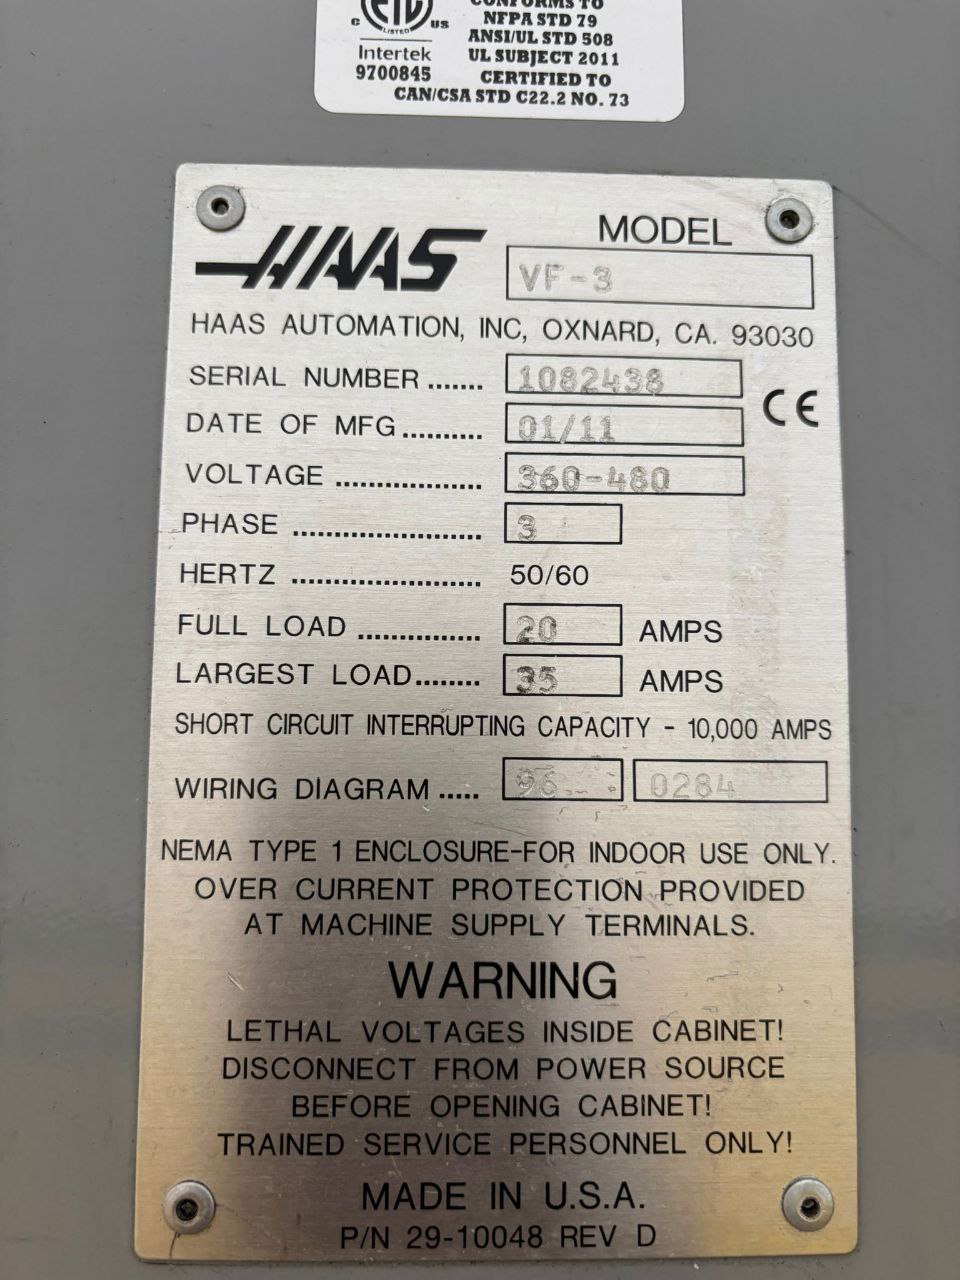 CONFORMS TO
NFPA STD 79
ANSI/UL STD 508
UL SUBJECT 2011
CERTIFIED TO
CAN/CSA STD C22.2 NO. 73
ETL
LISTED
C US
Intertek
9700845
HAAS
MODEL
VF-3
HAAS AUTOMATION, INC, OXNARD, CA. 93030
SERIAL NUMBER ....... 1082438
CE
DATE OF MFG .......... 01/11
VOLTAGE .................. 360-480
PHASE ....................... 3
HERTZ ....................... 50/60
FULL LOAD ............... 20 AMPS
LARGEST LOAD........ 35 AMPS
SHORT CIRCUIT INTERRUPTING CAPACITY - 10,000 AMPS
WIRING DIAGRAM ..... 96 0284
NEMA TYPE 1 ENCLOSURE-FOR INDOOR USE ONLY.
OVER CURRENT PROTECTION PROVIDED
AT MACHINE SUPPLY TERMINALS.
WARNING
LETHAL VOLTAGES INSIDE CABINET!
DISCONNECT FROM POWER SOURCE
BEFORE OPENING CABINET!
TRAINED SERVICE PERSONNEL ONLY!
MADE IN U.S.A.
P/N 29-10048 REV D